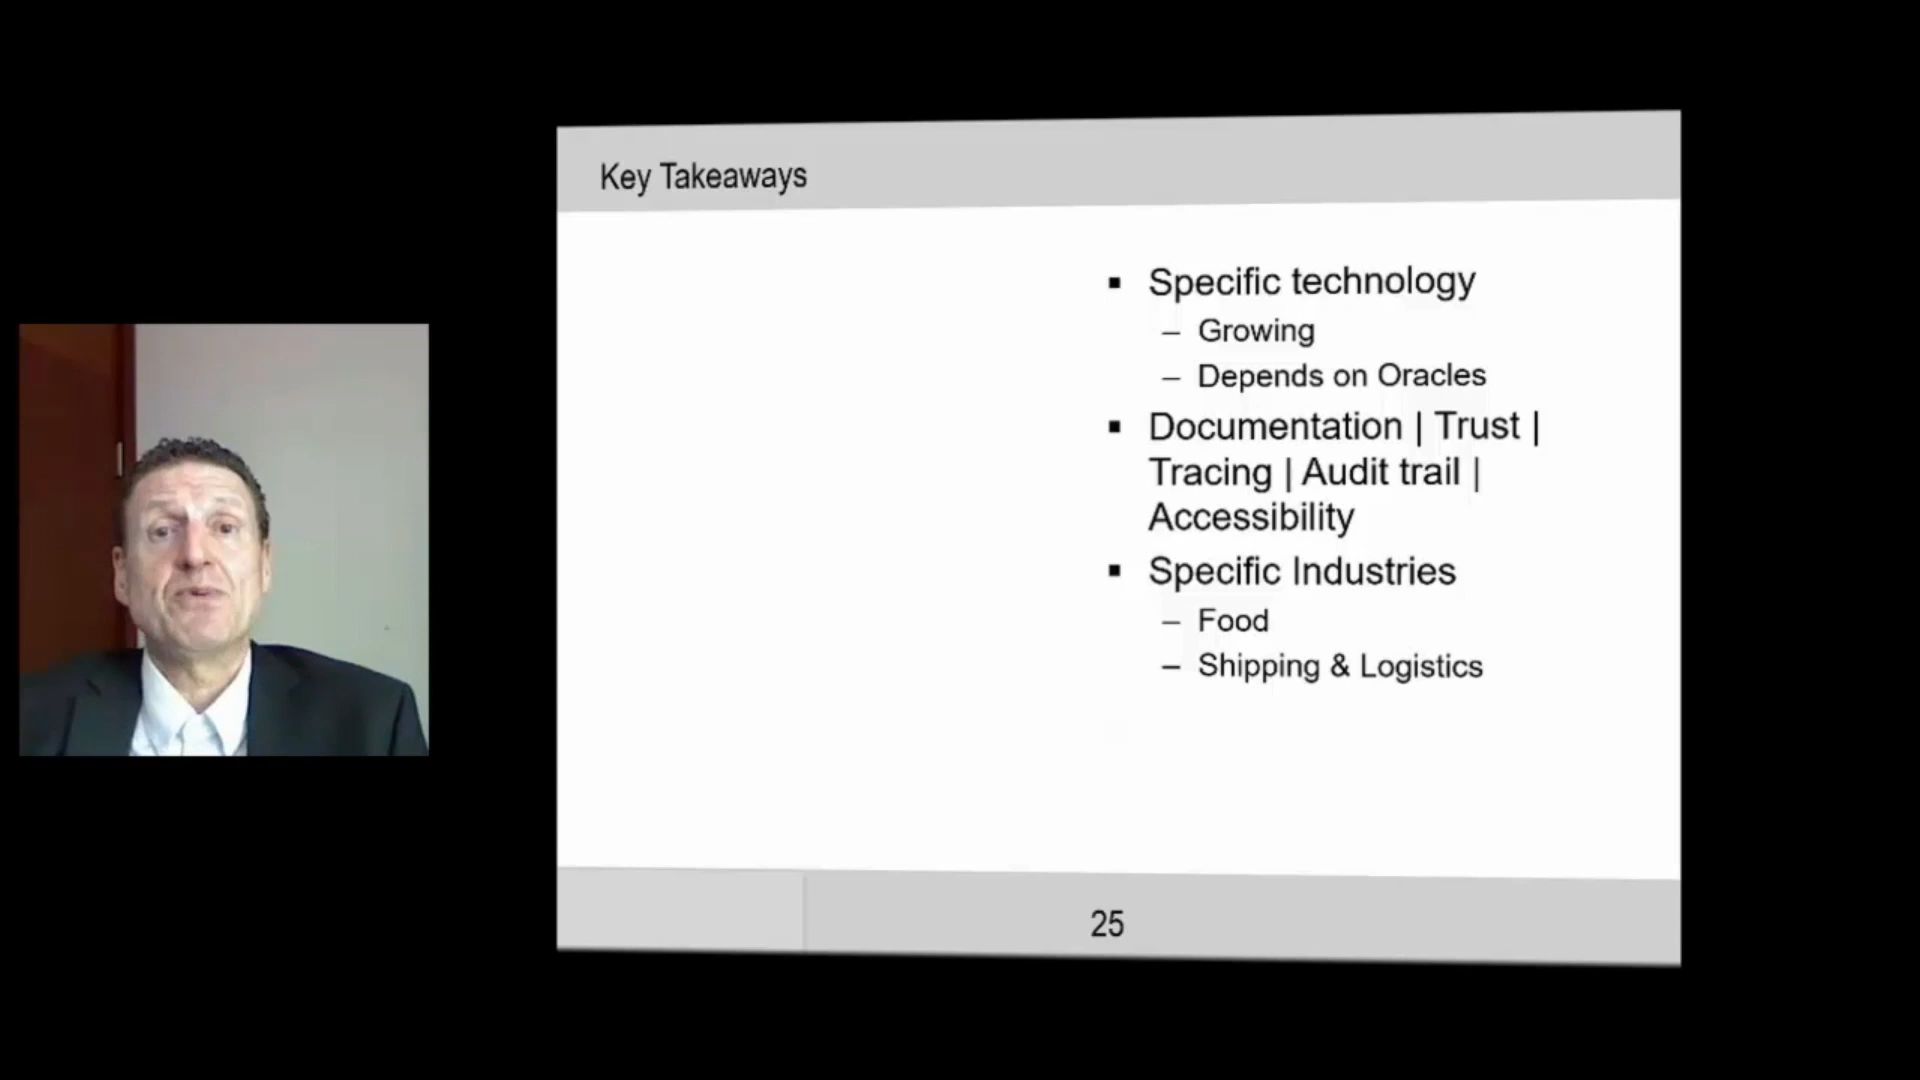 Key Takeaways
▪ Specific technology
– Growing
– Depends on Oracles
▪ Documentation | Trust |
Tracing | Audit trail |
Accessibility
▪ Specific Industries
– Food
– Shipping & Logistics
25